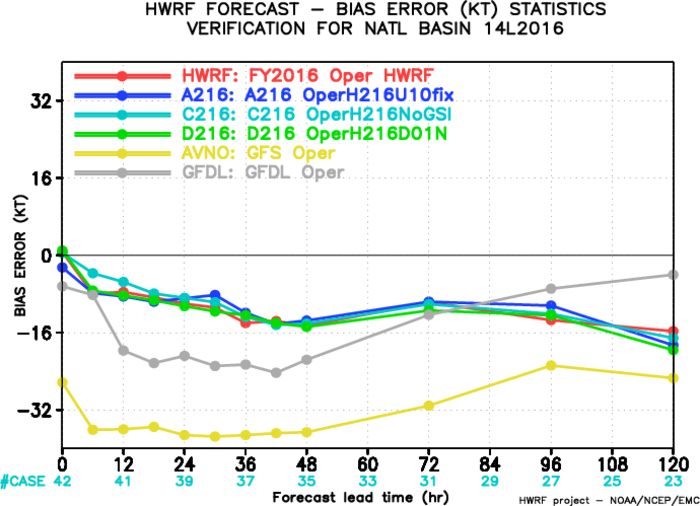 HWRF FORECAST – BIAS ERROR (KT) STATISTICS
VERIFICATION FOR NATL BASIN 14L2016
HWRF: FY2016 Oper HWRF
A216: A216 OperH216U10fix
C216: C216 OperH216NoGSI
D216: D216 OperH216D01N
AVNO: GFS Oper
GFDL: GFDL Oper
BIAS ERROR (KT)
32
16
0
−16
−32
0 12 24 36 48 60 72 84 96 108 120
#CASE 42 41 39 37 35 33 31 29 27 25 23
Forecast lead time (hr)
HWRF project – NOAA/NCEP/EMC